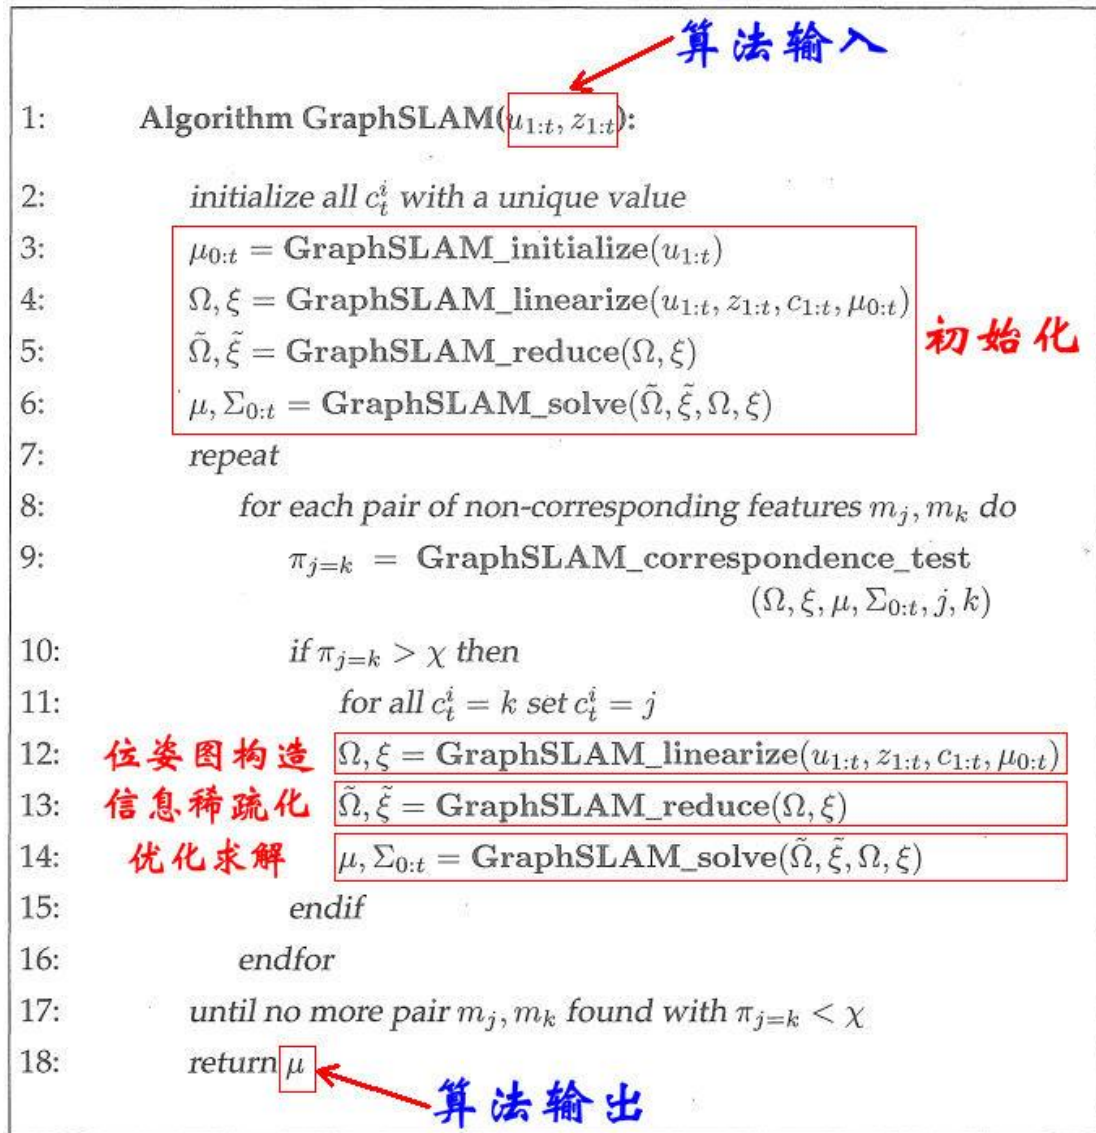 算法输入
1: Algorithm GraphSLAM(u_{1:t}, z_{1:t}):
2: initialize all c_t^i with a unique value
3: μ_{0:t} = GraphSLAM_initialize(u_{1:t})
4: Ω, ξ = GraphSLAM_linearize(u_{1:t}, z_{1:t}, c_{1:t}, μ_{0:t})
初始化
5: Ω̃, ξ̃ = GraphSLAM_reduce(Ω, ξ)
6: μ, Σ_{0:t} = GraphSLAM_solve(Ω̃, ξ̃, Ω, ξ)
7: repeat
8: for each pair of non-corresponding features m_j, m_k do
9: π_{j=k} = GraphSLAM_correspondence_test
(Ω, ξ, μ, Σ_{0:t}, j, k)
10: if π_{j=k} > χ then
11: for all c_t^i = k set c_t^i = j
12: 位姿图构造 Ω, ξ = GraphSLAM_linearize(u_{1:t}, z_{1:t}, c_{1:t}, μ_{0:t})
13: 信息稀疏化 Ω̃, ξ̃ = GraphSLAM_reduce(Ω, ξ)
14: 优化求解 μ, Σ_{0:t} = GraphSLAM_solve(Ω̃, ξ̃, Ω, ξ)
15: endif
16: endfor
17: until no more pair m_j, m_k found with π_{j=k} < χ
18: return μ
算法输出